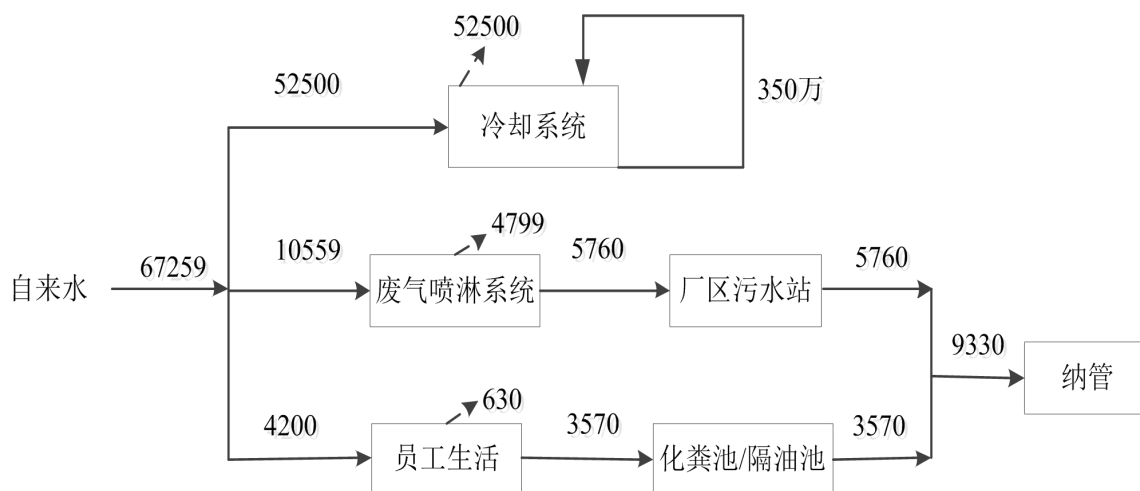 52500
52500
350万
冷却系统
4799
10559
5760
5760
67259
自来水
废气喷淋系统
厂区污水站
9330
纳管
630
4200
3570
3570
员工生活
化粪池/隔油池